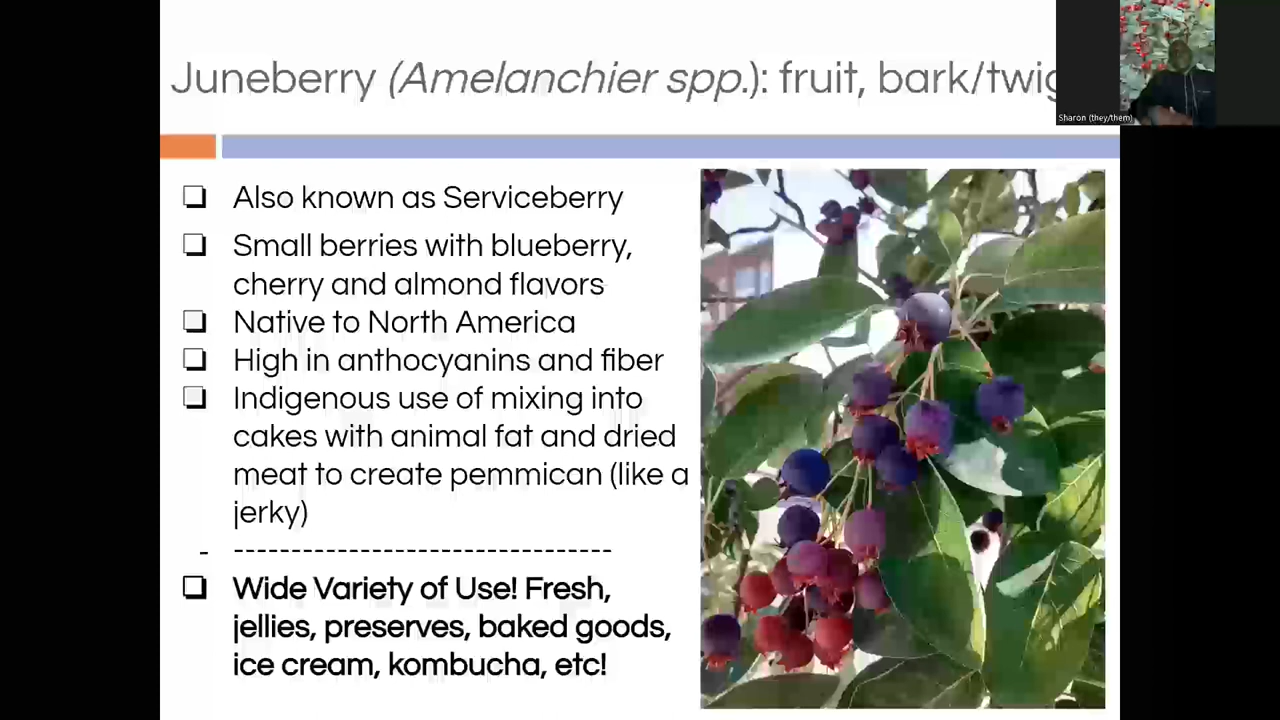 Juneberry (Amelanchier spp.): fruit, bark/twig
Sharon (they/them)
❏ Also known as Serviceberry
❏ Small berries with blueberry,
cherry and almond flavors
❏ Native to North America
❏ High in anthocyanins and fiber
❏ Indigenous use of mixing into
cakes with animal fat and dried
meat to create pemmican (like a
jerky)
- ---------------------------------
❏ Wide Variety of Use! Fresh,
jellies, preserves, baked goods,
ice cream, kombucha, etc!